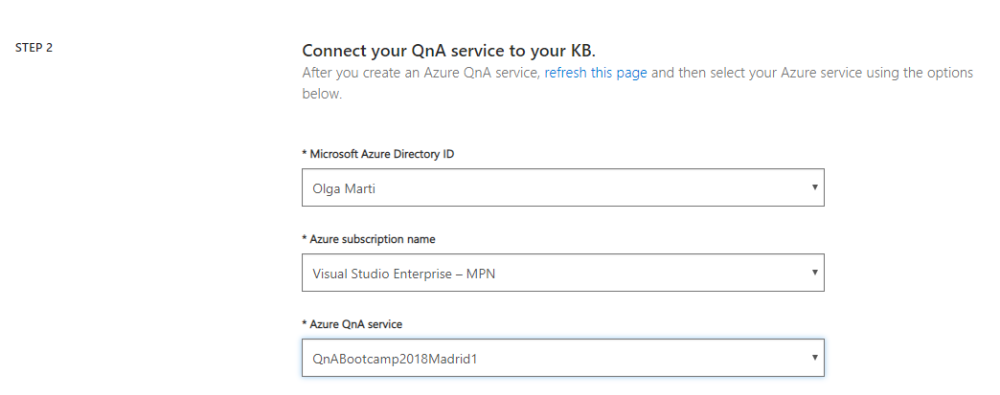 STEP 2
Connect your QnA service to your KB.
After you create an Azure QnA service, refresh this page and then select your Azure service using the options
below.
* Microsoft Azure Directory ID
Olga Marti
* Azure subscription name
Visual Studio Enterprise – MPN
* Azure QnA service
QnABootcamp2018Madrid1